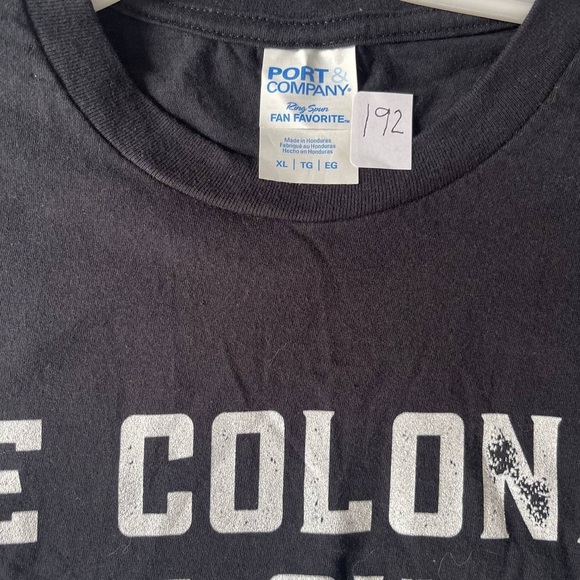 PORT & COMPANY®
Ring Spun
FAN FAVORITE™
Made in Honduras
Fabriqué au Honduras
Hecho en Honduras
XL | TG | EG
192
E COLON